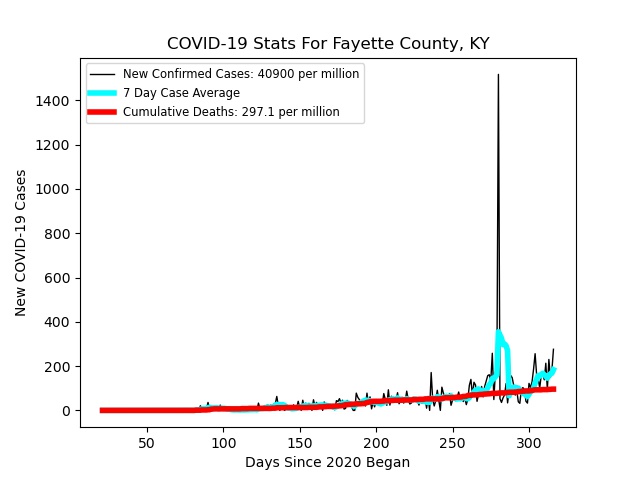 COVID-19 Stats For Fayette County, KY
New Confirmed Cases: 40900 per million
7 Day Case Average
Cumulative Deaths: 297.1 per million
New COVID-19 Cases
1400
1200
1000
800
600
400
200
0
50 100 150 200 250 300
Days Since 2020 Began